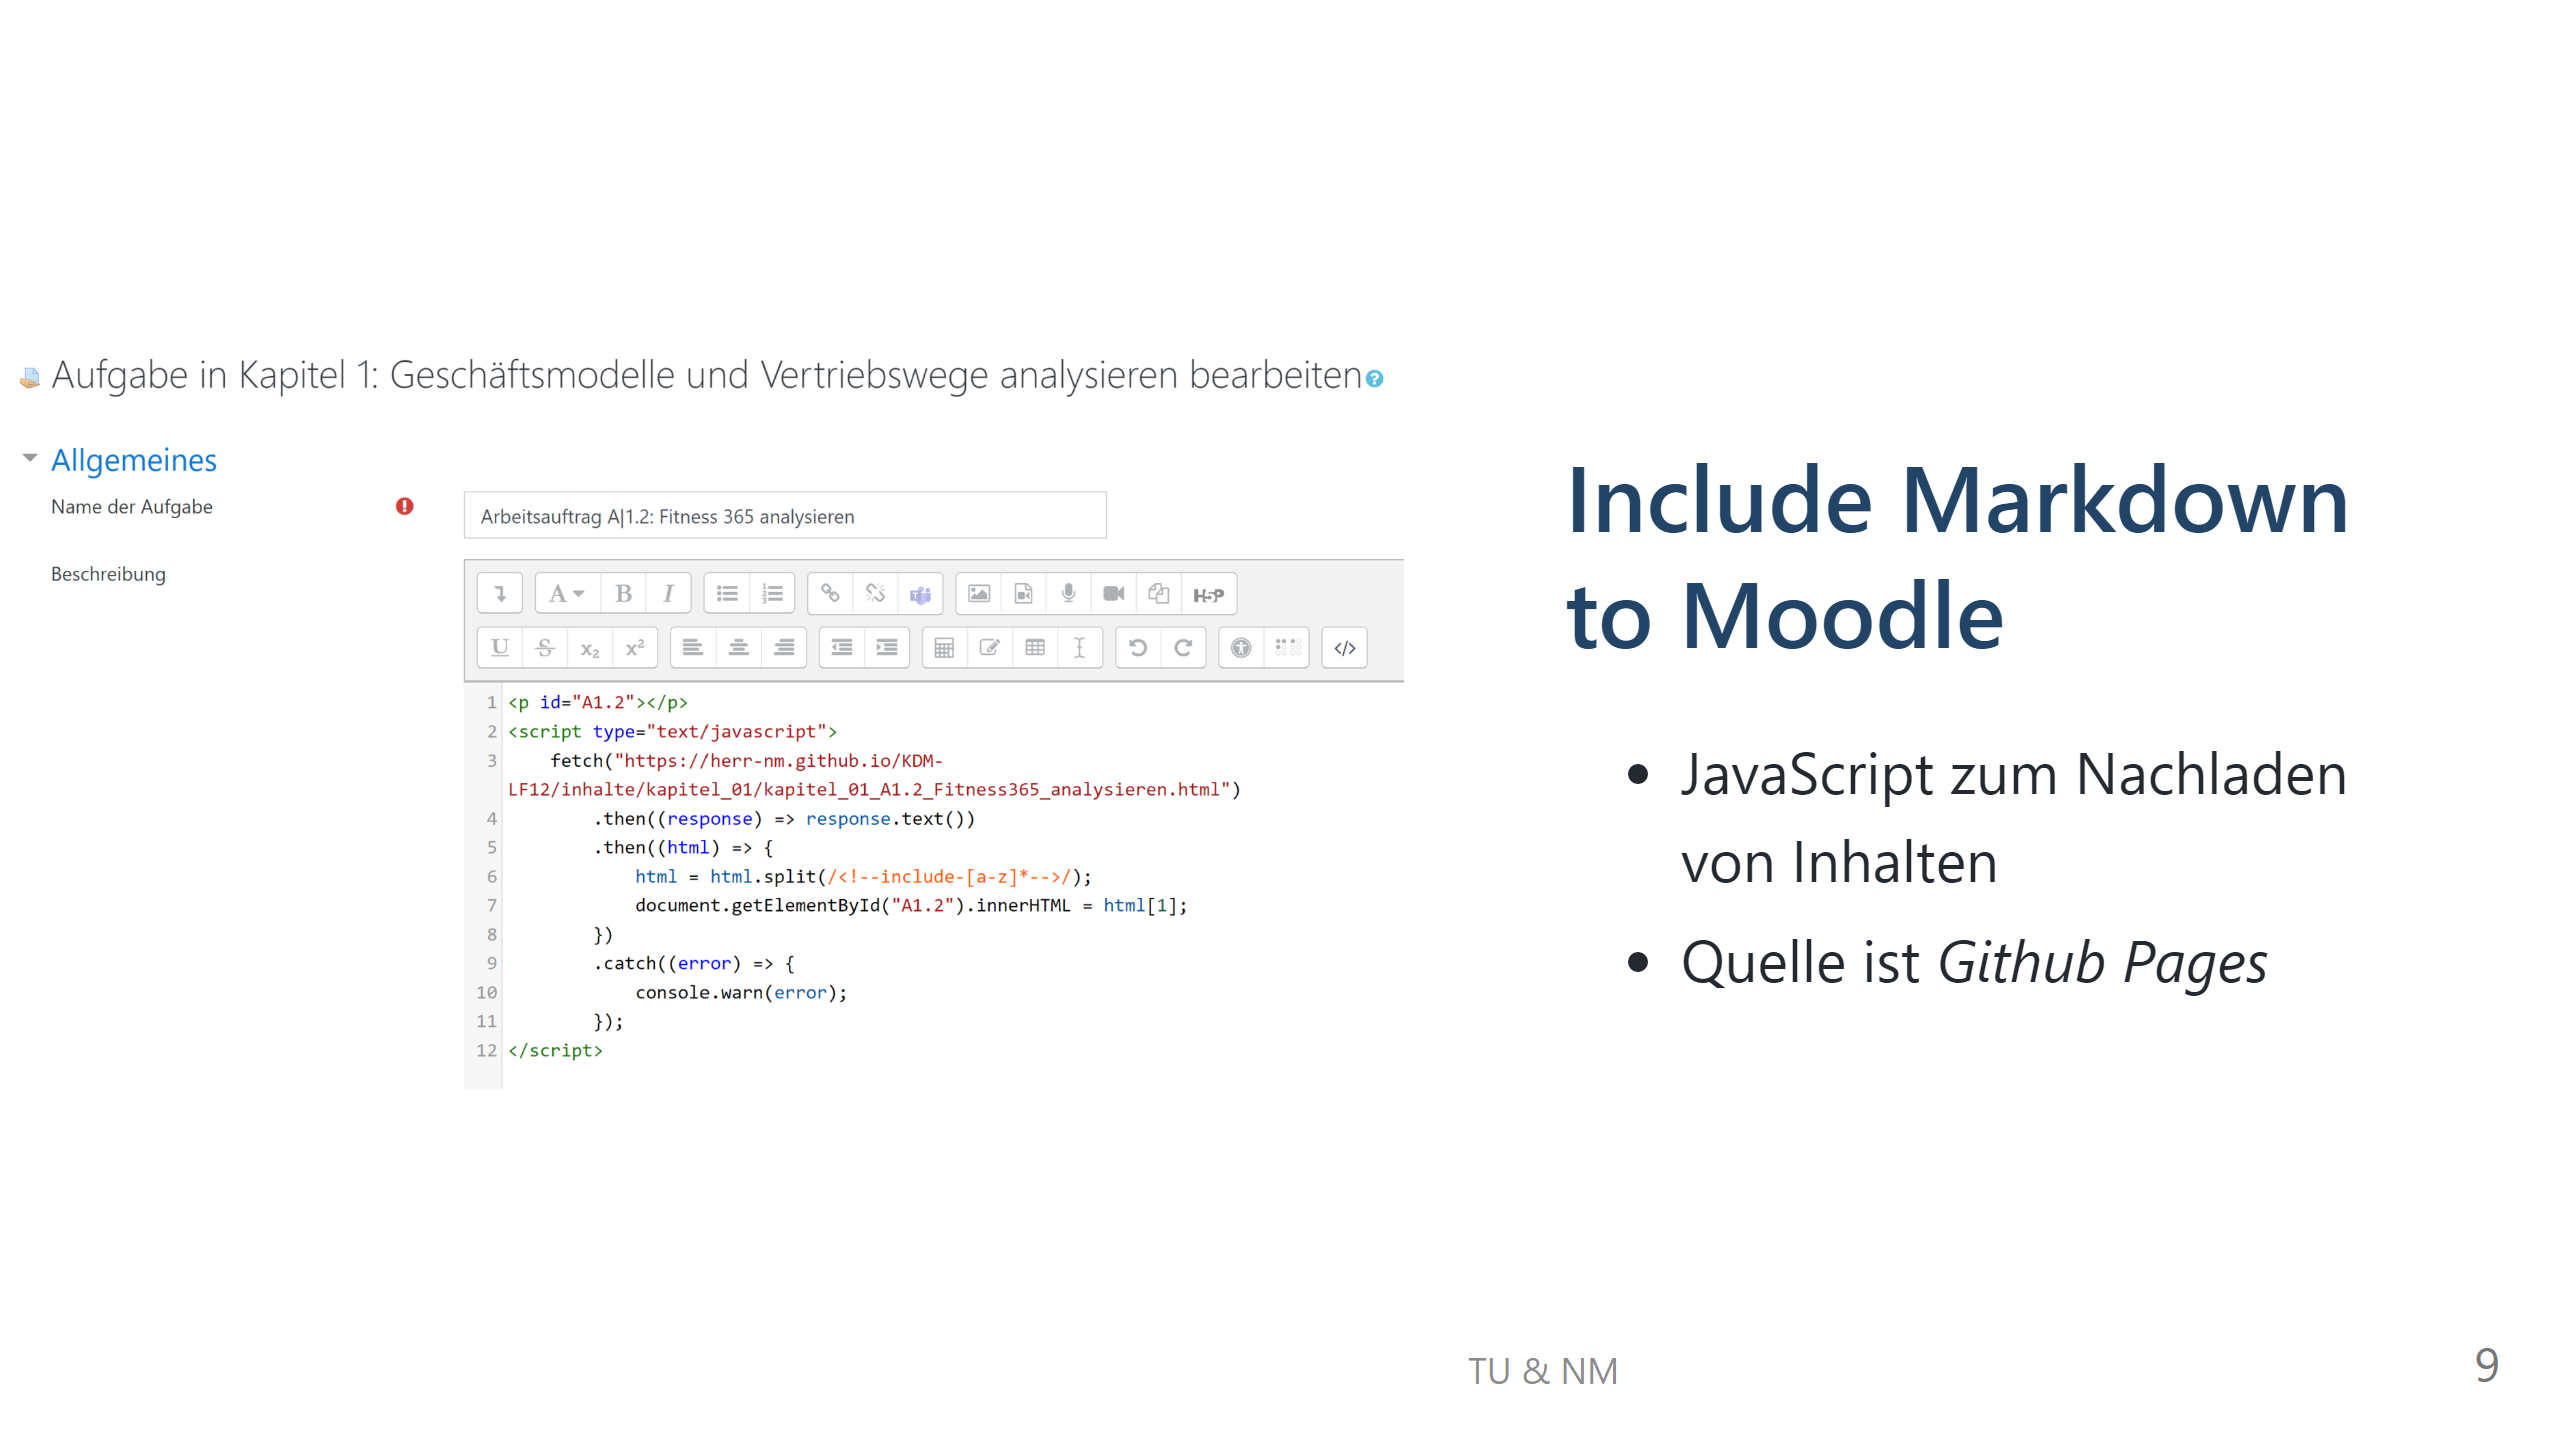 Aufgabe in Kapitel 1: Geschäftsmodelle und Vertriebswege analysieren bearbeiten
Allgemeines
Name der Aufgabe
Arbeitsauftrag A|1.2: Fitness 365 analysieren
Beschreibung
A B I H5P
U S x2 x² </>
1 <p id="A1.2"></p>
2 <script type="text/javascript">
3 fetch("https://herr-nm.github.io/KDM-
LF12/inhalte/kapitel_01/kapitel_01_A1.2_Fitness365_analysieren.html")
4 .then((response) => response.text())
5 .then((html) => {
6 html = html.split(/<!--include-[a-z]*-->/);
7 document.getElementById("A1.2").innerHTML = html[1];
8 })
9 .catch((error) => {
10 console.warn(error);
11 });
12 </script>
Include Markdown
to Moodle
• JavaScript zum Nachladen
von Inhalten
• Quelle ist Github Pages
TU & NM
9